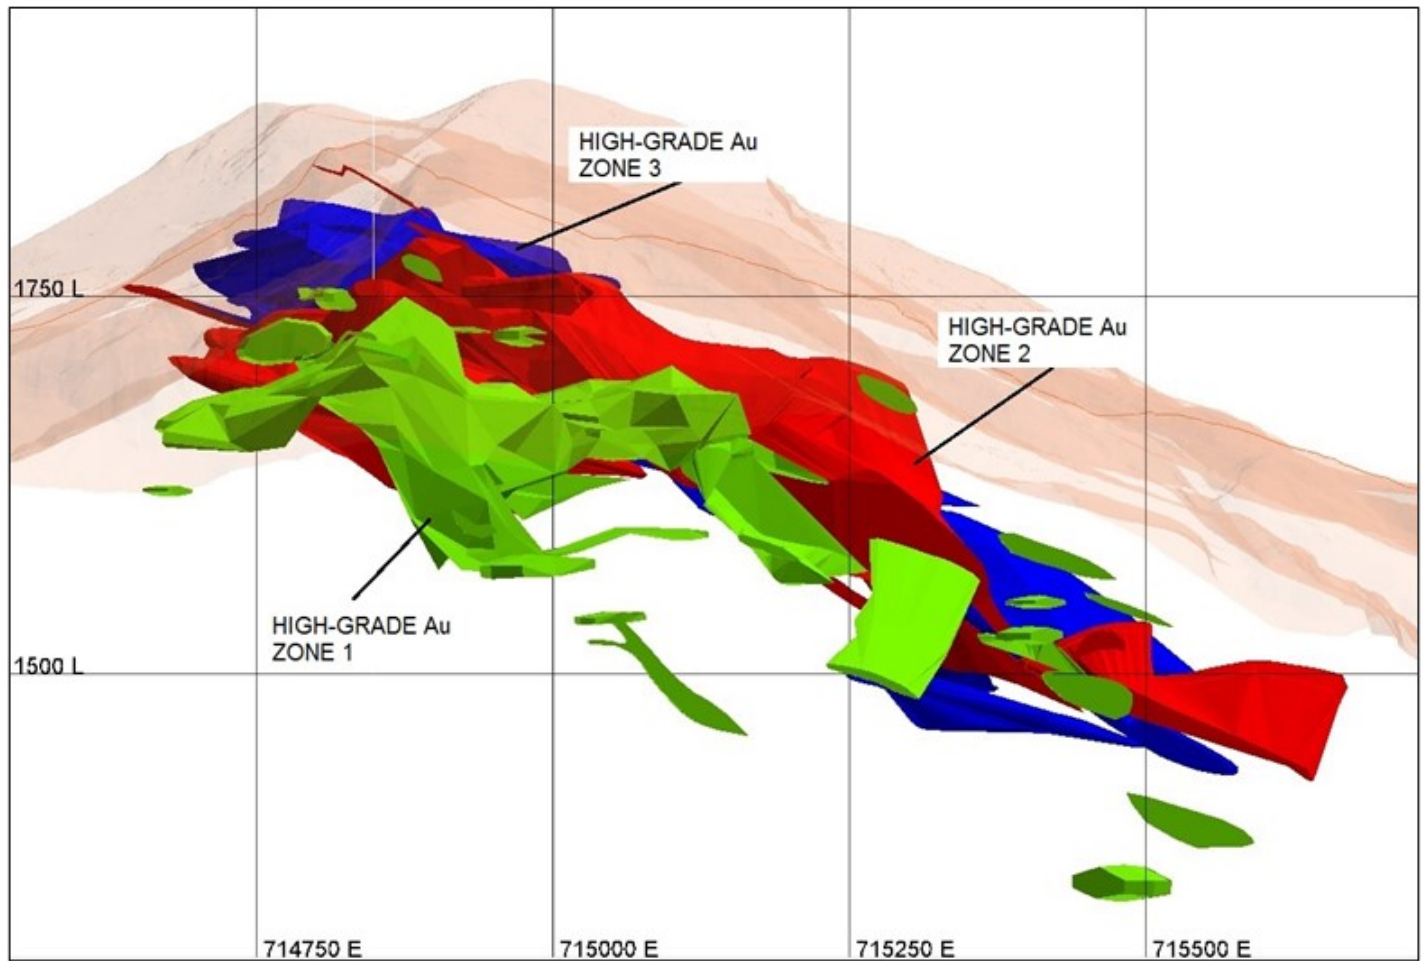 HIGH-GRADE Au
ZONE 3
1750 L
HIGH-GRADE Au
ZONE 2
HIGH-GRADE Au
ZONE 1
1500 L
714750 E
715000 E
715250 E
715500 E